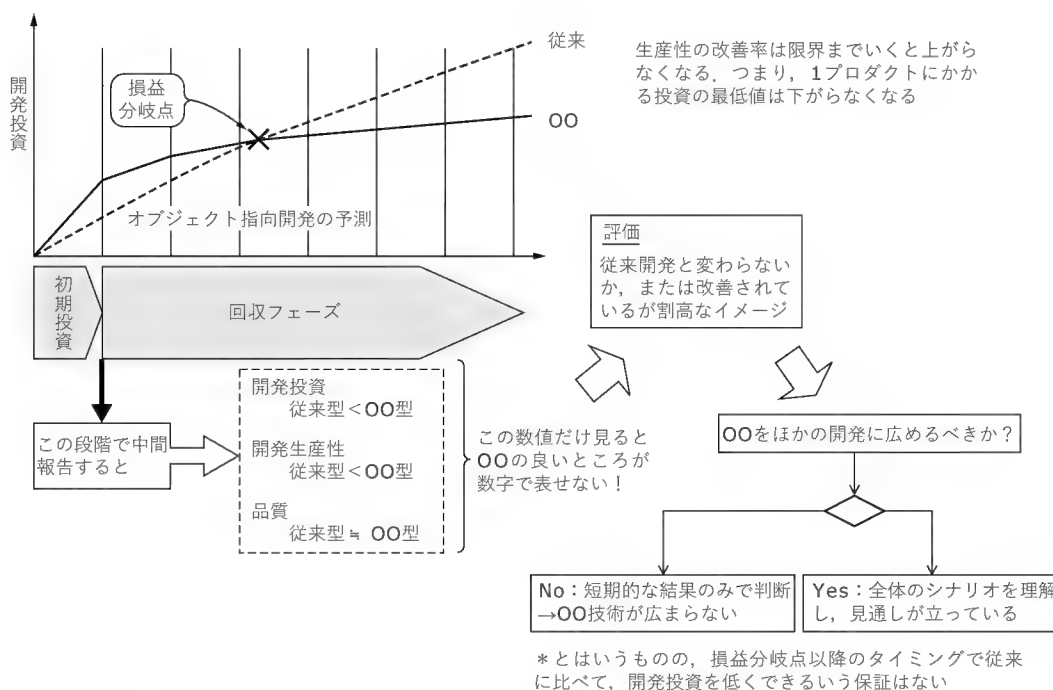 開発投資
損益
分岐点
従来
OO
オブジェクト指向開発の予測
生産性の改善率は限界までいくと上がら
なくなる．つまり，1プロダクトにかか
る投資の最低値は下がらなくなる
初期投資
回収フェーズ
評価
従来開発と変わらない
か，または改善されて
いるが割高なイメージ
この段階で中間
報告すると
開発投資
従来型＜OO型
開発生産性
従来型＜OO型
品質
従来型≒OO型
この数値だけ見ると
OOの良いところが
数字で表せない！
OOをほかの開発に広めるべきか？
No：短期的な結果のみで判断
→OO技術が広まらない
Yes：全体のシナリオを理解
し，見通しが立っている
＊とはいうものの，損益分岐点以降のタイミングで従来
に比べて，開発投資を低くできるいう保証はない